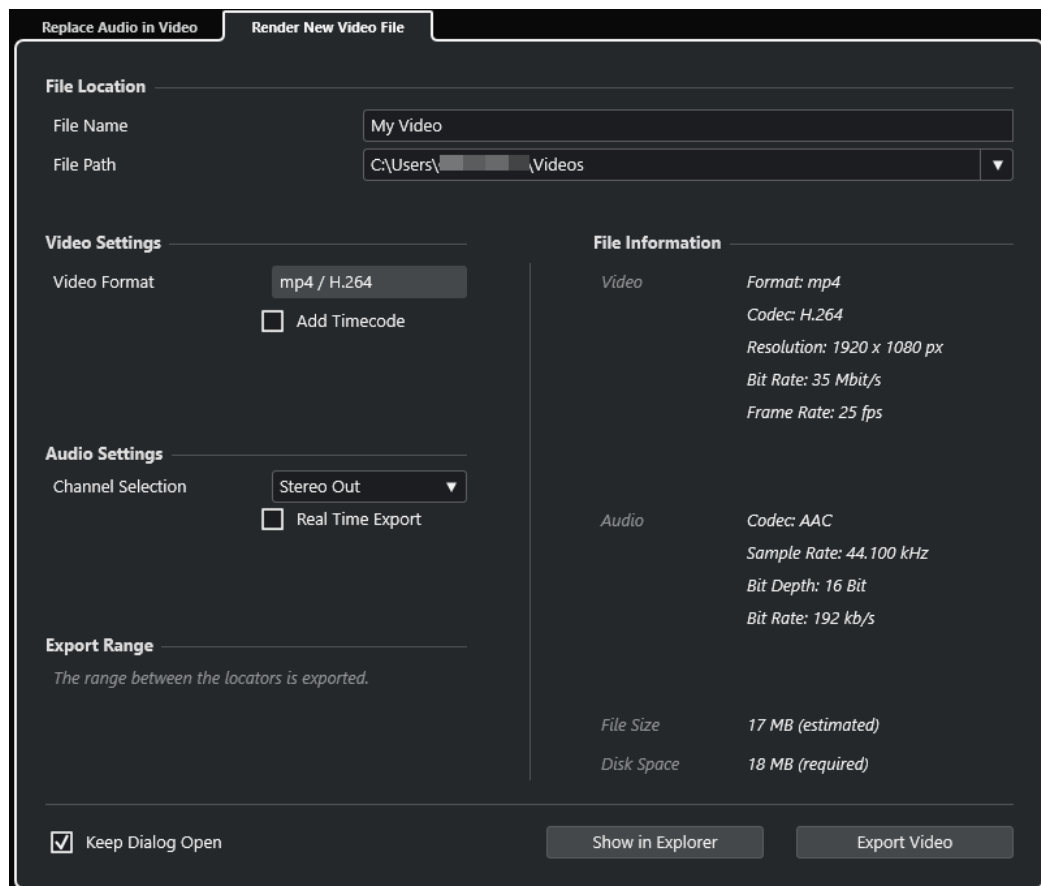 Replace Audio in Video
Render New Video File
File Location
File Name
My Video
File Path
C:\Users\ \Videos
Video Settings
Video Format
mp4 / H.264
Add Timecode
Audio Settings
Channel Selection
Stereo Out
Real Time Export
Export Range
The range between the locators is exported.
File Information
Video
Format: mp4
Codec: H.264
Resolution: 1920 x 1080 px
Bit Rate: 35 Mbit/s
Frame Rate: 25 fps
Audio
Codec: AAC
Sample Rate: 44.100 kHz
Bit Depth: 16 Bit
Bit Rate: 192 kb/s
File Size
17 MB (estimated)
Disk Space
18 MB (required)
Keep Dialog Open
Show in Explorer
Export Video